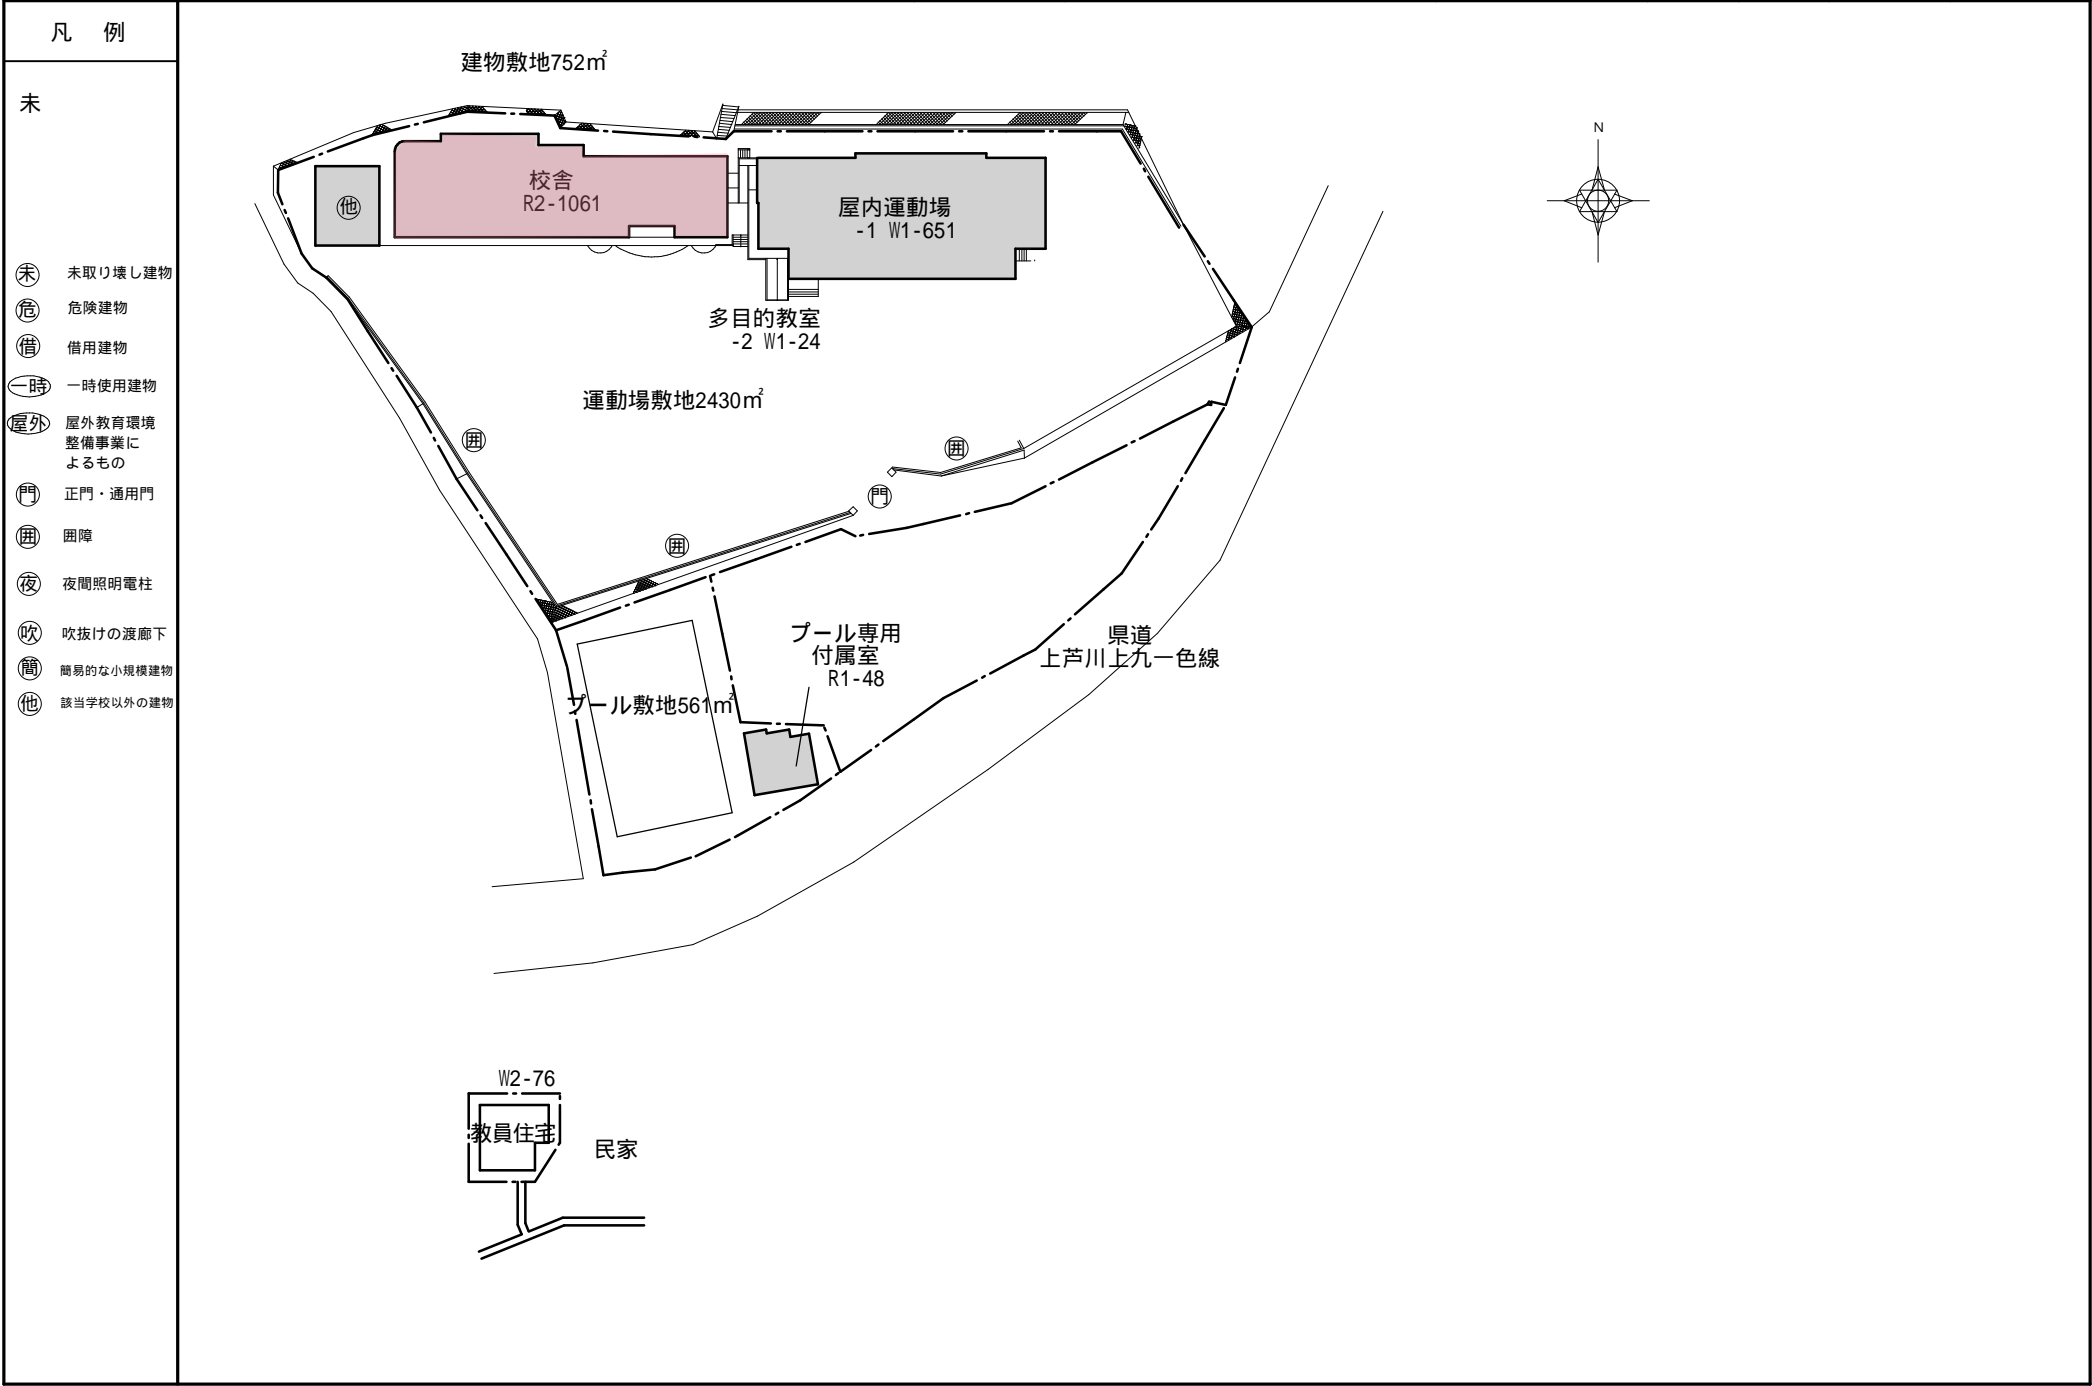 凡 例
未
未 未取り壊し建物
危 危険建物
借 借用建物
一時 一時使用建物
屋外 屋外教育環境
整備事業に
よるもの
門 正門・通用門
囲 囲障
夜 夜間照明電柱
吹 吹抜けの渡廊下
簡 簡易的な小規模建物
他 該当学校以外の建物
建物敷地752㎡
N
他
校舎
R2-1061
屋内運動場
-1 W1-651
多目的教室
-2 W1-24
運動場敷地2430㎡
囲
囲
門
囲
プール専用
付属室
R1-48
県道
上芦川上九一色線
プール敷地561㎡
W2-76
教員住宅
民家